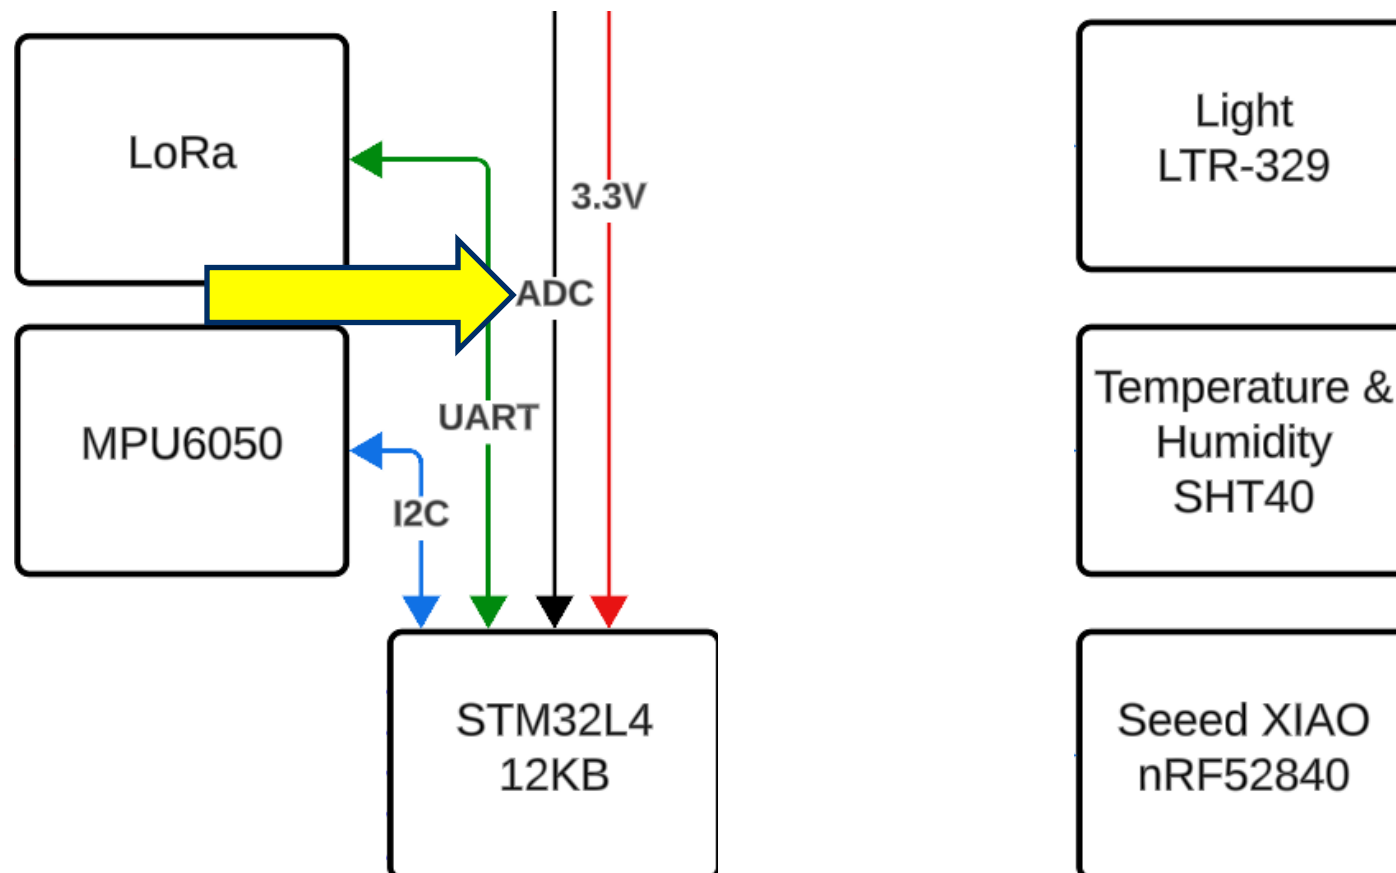 LoRa
3.3V
ADC
UART
MPU6050
I2C
STM32L4
12KB
Light
LTR-329
Temperature &
Humidity
SHT40
Seeed XIAO
nRF52840